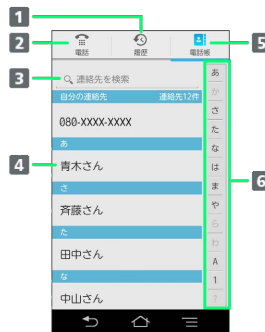 1
2
電話
履歴
電話帳
5
3
連絡先を検索
自分の連絡先 連絡先12件
080-XXXX-XXXX
あ
4
青木さん
さ
斉藤さん
た
田中さん
な
中山さん
あ
か
さ
た
な
は
ま
や
ら
わ
A
1
?
6